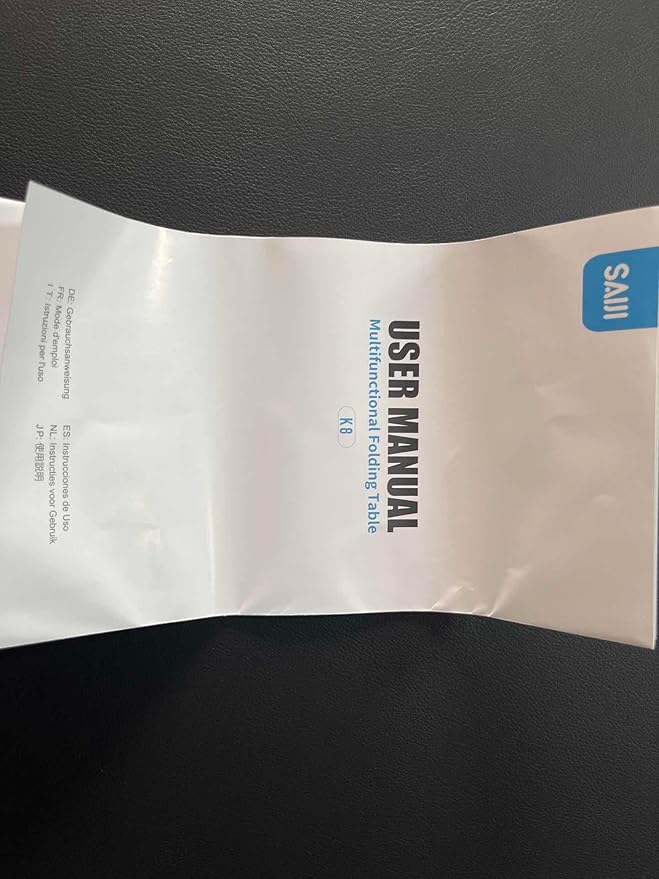 SAIJI
USER MANUAL
Multifunctional Folding Table
K8
DE: Gebrauchsanweisung
FR: Mode d'emploi
IT: Istruzioni per l'uso
ES: Instrucciones de Uso
NL: Instructies voor Gebruik
JP: 使用説明